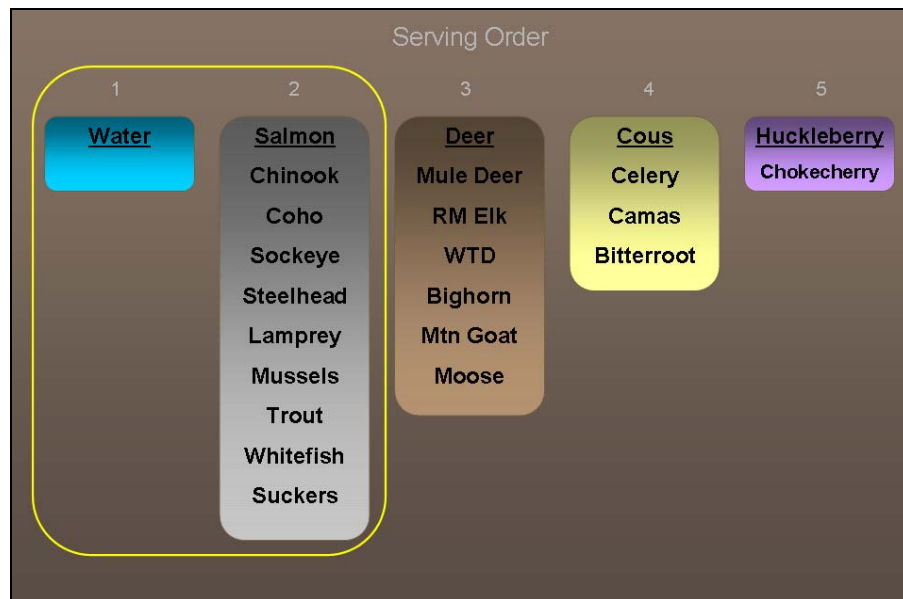 Serving Order
1
Water
2
Salmon
Chinook
Coho
Sockeye
Steelhead
Lamprey
Mussels
Trout
Whitefish
Suckers
3
Deer
Mule Deer
RM Elk
WTD
Bighorn
Mtn Goat
Moose
4
Cous
Celery
Camas
Bitterroot
5
Huckleberry
Chokecherry